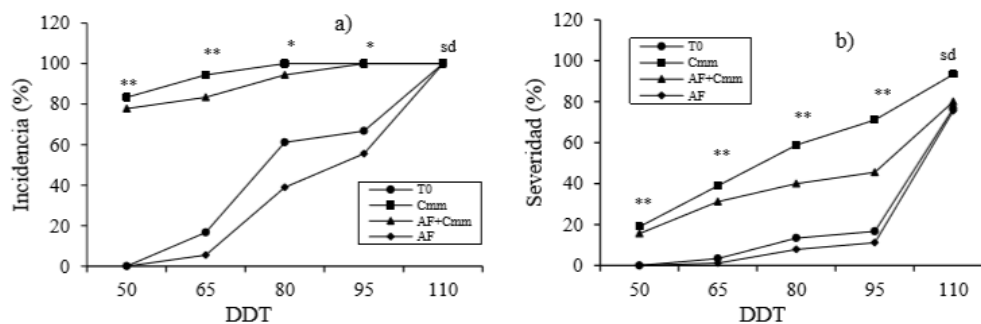 a)
120
100
80
60
40
20
0
Incidencia (%)
**
**
*
*
sd
T0
Cmm
AF+Cmm
AF
50 65 80 95 110
DDT
b)
120
100
80
60
40
20
0
Severidad (%)
T0
Cmm
AF+Cmm
AF
**
**
**
**
sd
50 65 80 95 110
DDT